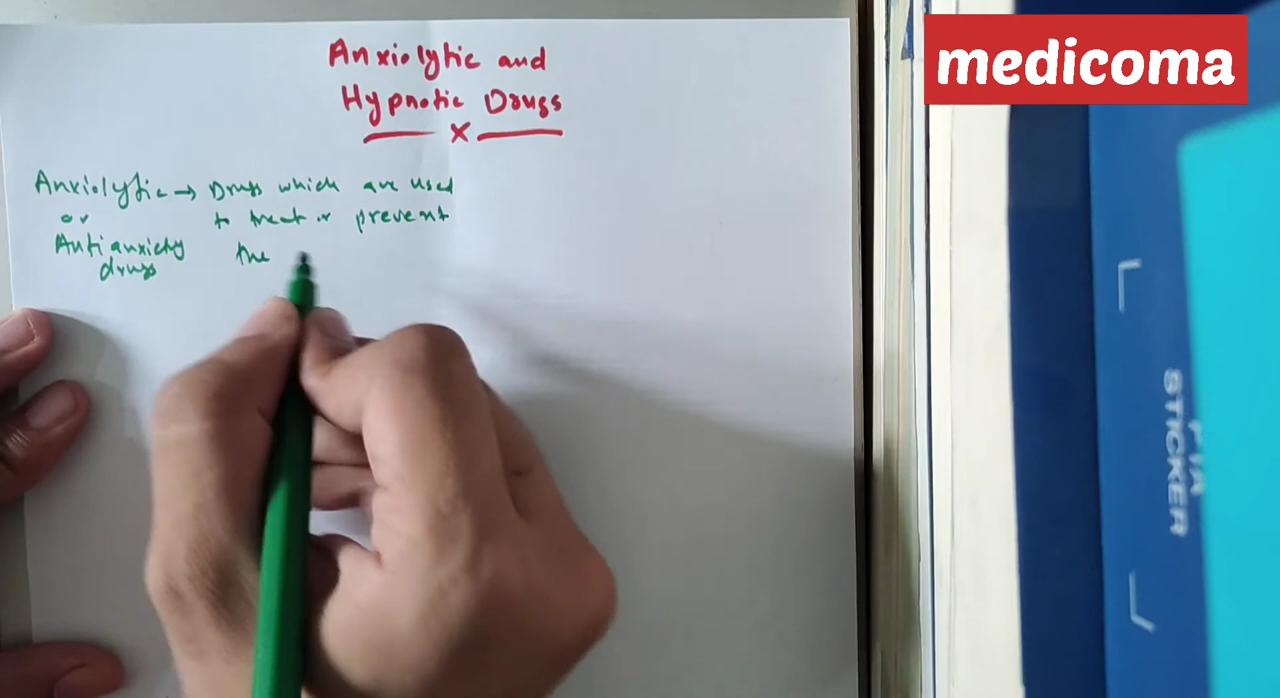 medicoma
Anxiolytic and
Hypnotic Drugs
x
Anxiolytic → Drugs which are used
or to treat or prevent
Antianxiety the
drugs
STICKER